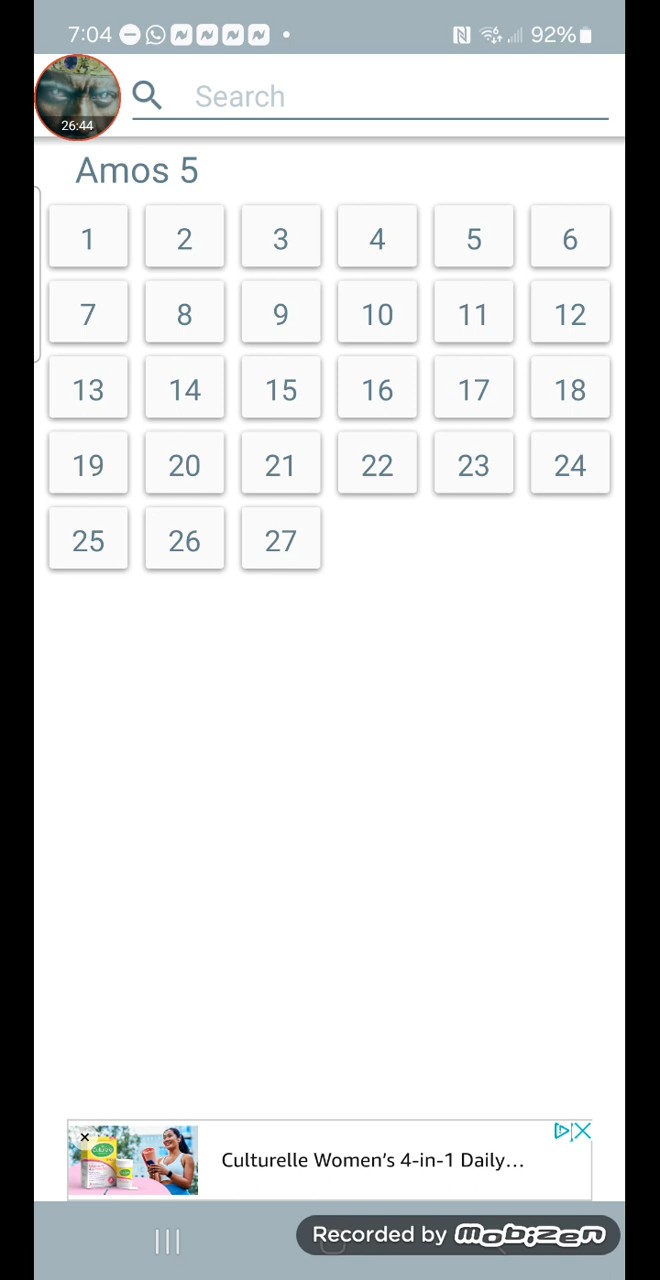 7:04 92%
26:44
Search
Amos 5
1 2 3 4 5 6
7 8 9 10 11 12
13 14 15 16 17 18
19 20 21 22 23 24
25 26 27
Culturelle Women's 4-in-1 Daily...
Recorded by mobizen